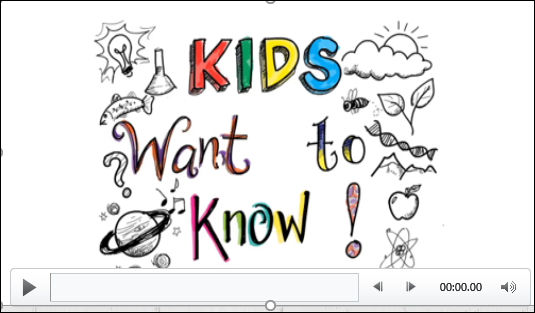 KIDS
Want to
Know !
?
00:00.00